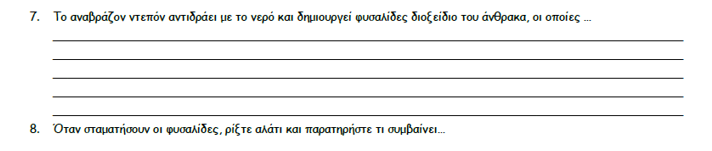 7. Το αναβράζον ντεπόν αντιδράει με το νερό και δημιουργεί φυσαλίδες διοξείδιο του άνθρακα, οι οποίες ...
8. Όταν σταματήσουν οι φυσαλίδες, ρίξτε αλάτι και παρατηρήστε τι συμβαίνει...